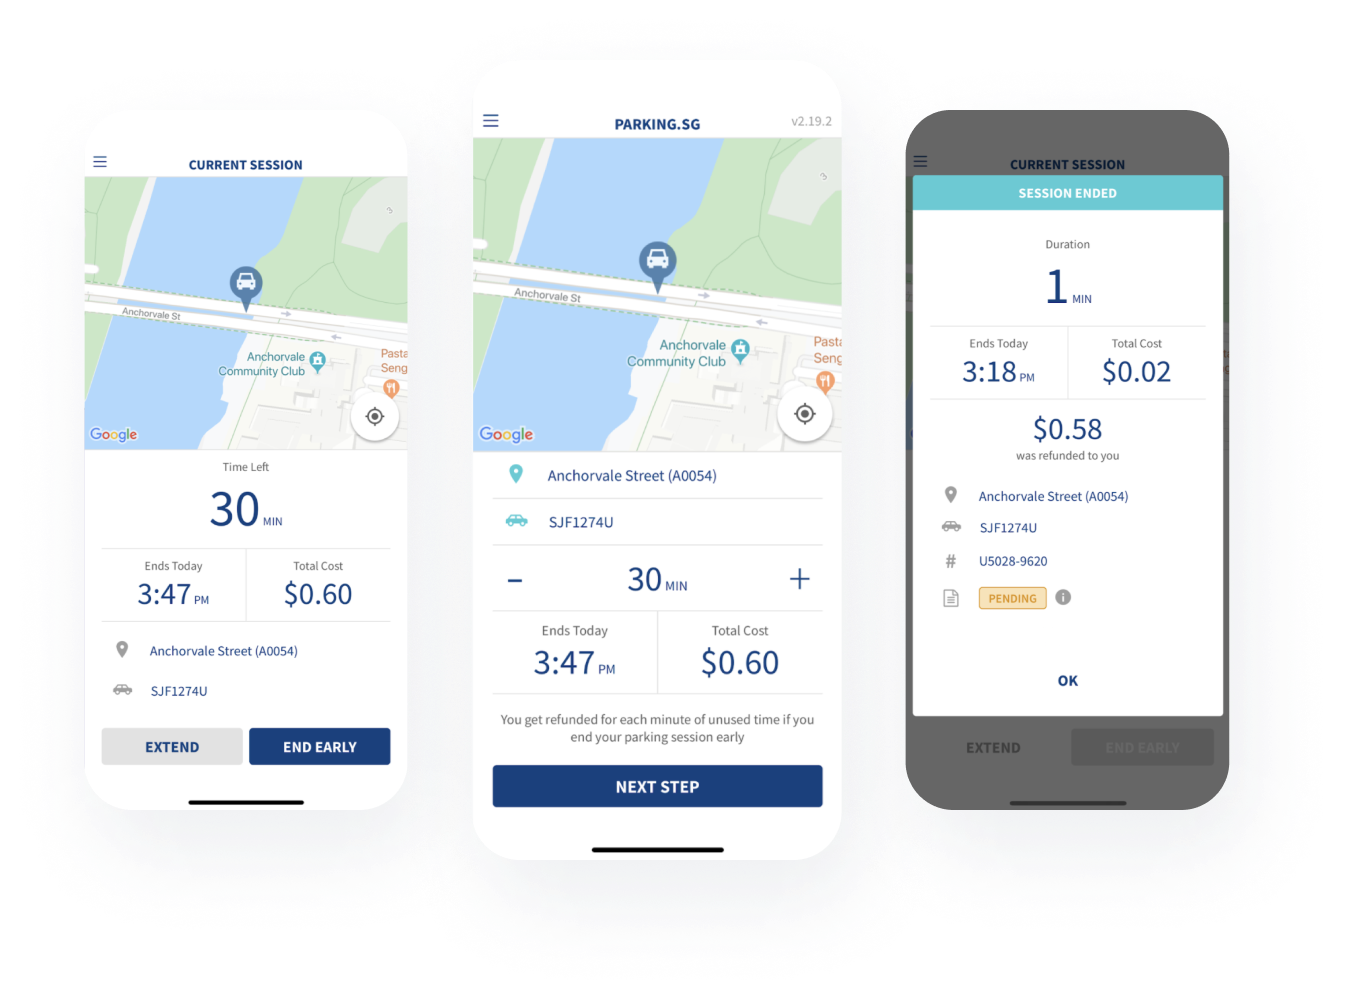 CURRENT SESSION
Anchorvale St
Anchorvale
Community Club
Pasta
Seng
Google
Time Left
30 MIN
Ends Today
3:47 PM
Total Cost
$0.60
Anchorvale Street (A0054)
SJF1274U
EXTEND
END EARLY
PARKING.SG
v2.19.2
Anchorvale St
Anchorvale
Community Club
Pasta
Seng
Google
Anchorvale Street (A0054)
SJF1274U
- 30 MIN +
Ends Today
3:47 PM
Total Cost
$0.60
You get refunded for each minute of unused time if you
end your parking session early
NEXT STEP
CURRENT SESSION
SESSION ENDED
Duration
1 MIN
Ends Today
3:18 PM
Total Cost
$0.02
$0.58
was refunded to you
Anchorvale Street (A0054)
SJF1274U
# U5028-9620
PENDING
OK
EXTEND
END EARLY